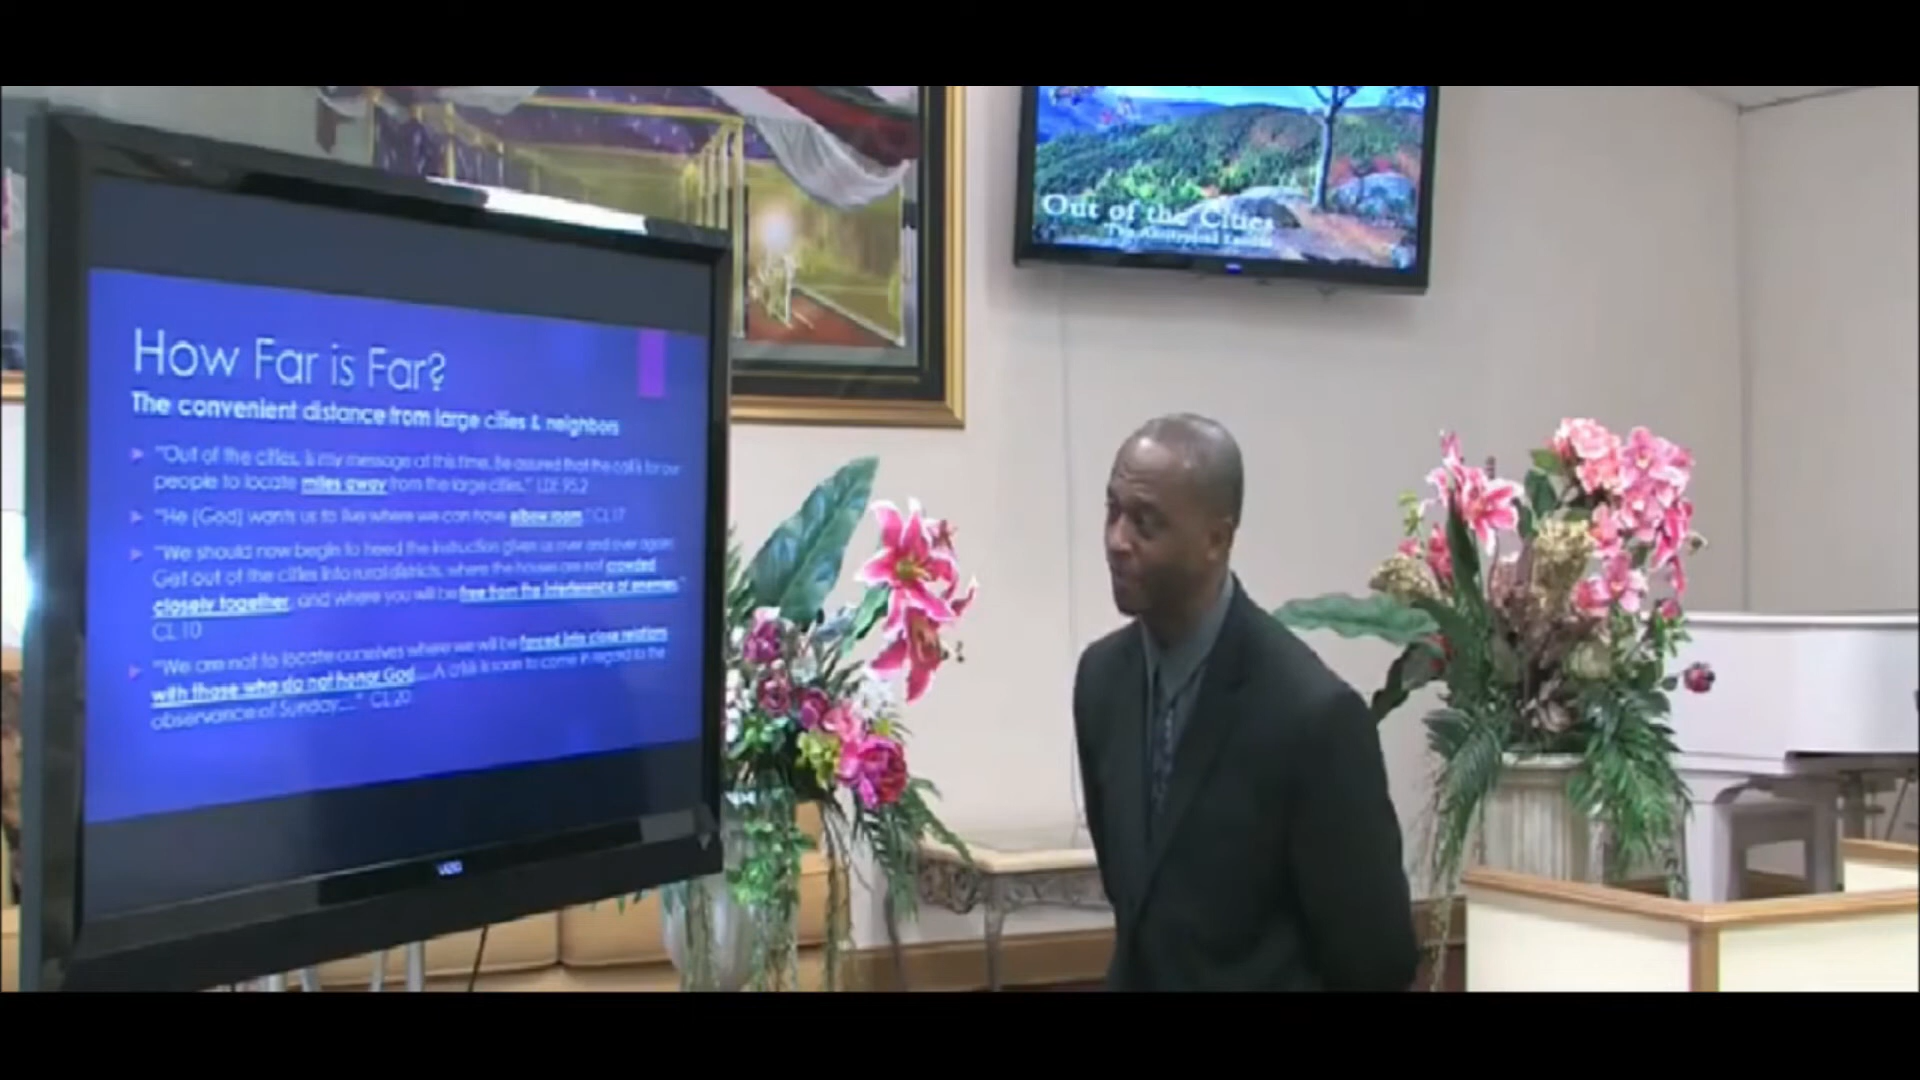 How Far is Far?
The convenient distance from large cities & neighbors
"Out of the cities, is my message at this time. Be assured that the call is for our
people to locate miles away from the large cities." LDE 95.2
"He (God) wants us to live where we can have elbow room." CL 17
"We should now begin to heed the instruction given us over and over again:
Get out of the cities into rural districts, where the houses are not crowded
closely together, and where you will be free from the interference of enemies."
CL 10
"We are not to locate ourselves where we will be forced into close relations
with those who do not honor God.... A crisis is soon to come in regard to the
observance of Sunday...." CL 20
VIZIO
Out of the Cities